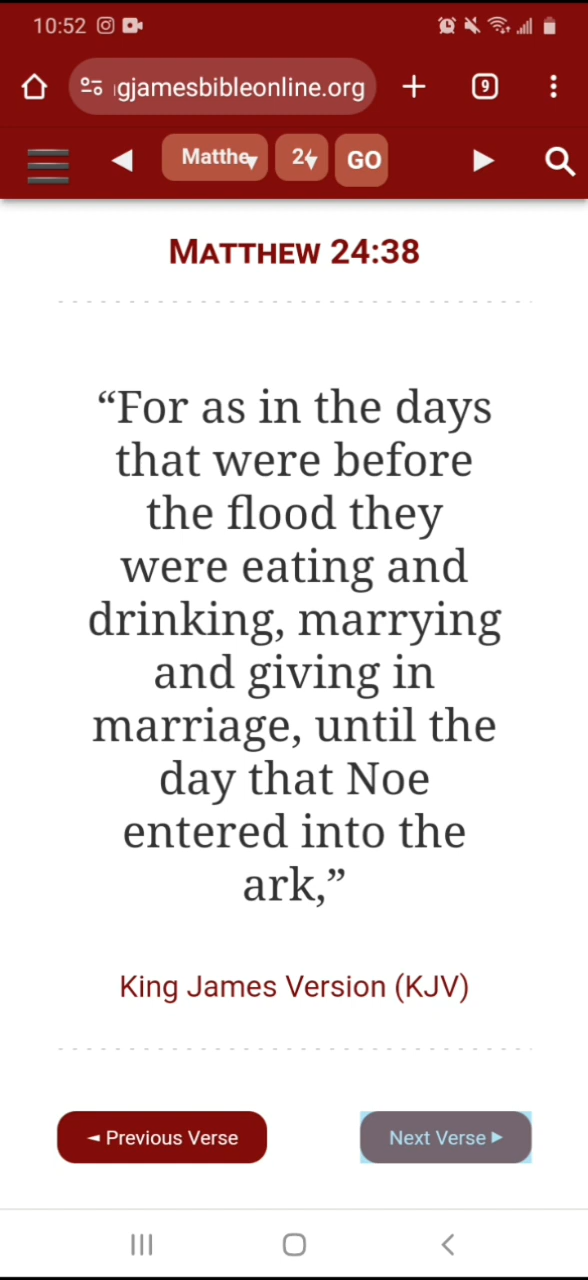 10:52
gjamesbibleonline.org
9
Matthe
24
GO
MATTHEW 24:38
“For as in the days
that were before
the flood they
were eating and
drinking, marrying
and giving in
marriage, until the
day that Noe
entered into the
ark,”
King James Version (KJV)
◄ Previous Verse
Next Verse ►